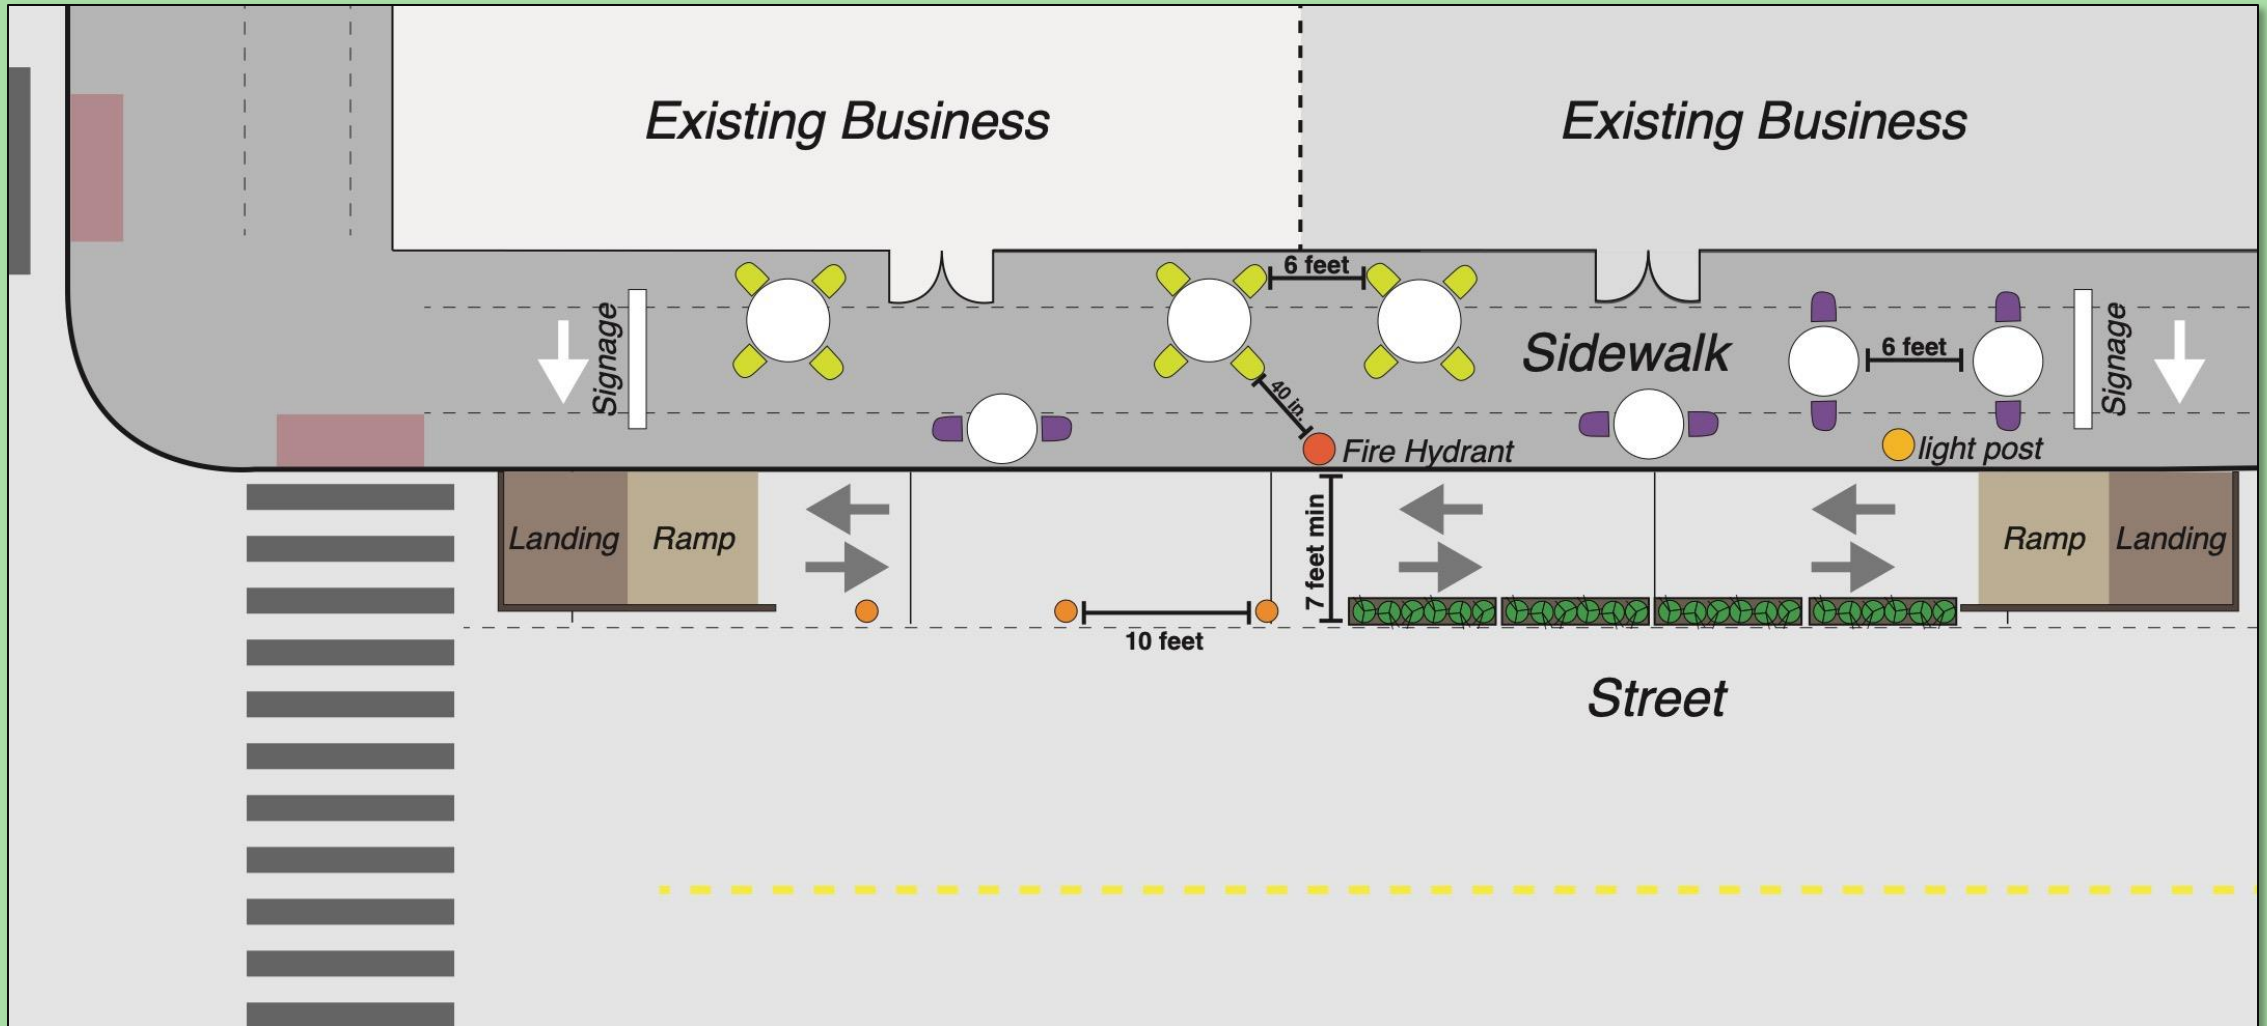 Existing Business
Existing Business
6 feet
Signage
Sidewalk
6 feet
Signage
40 in.
Fire Hydrant
light post
Landing
Ramp
7 feet min
Ramp
Landing
10 feet
Street